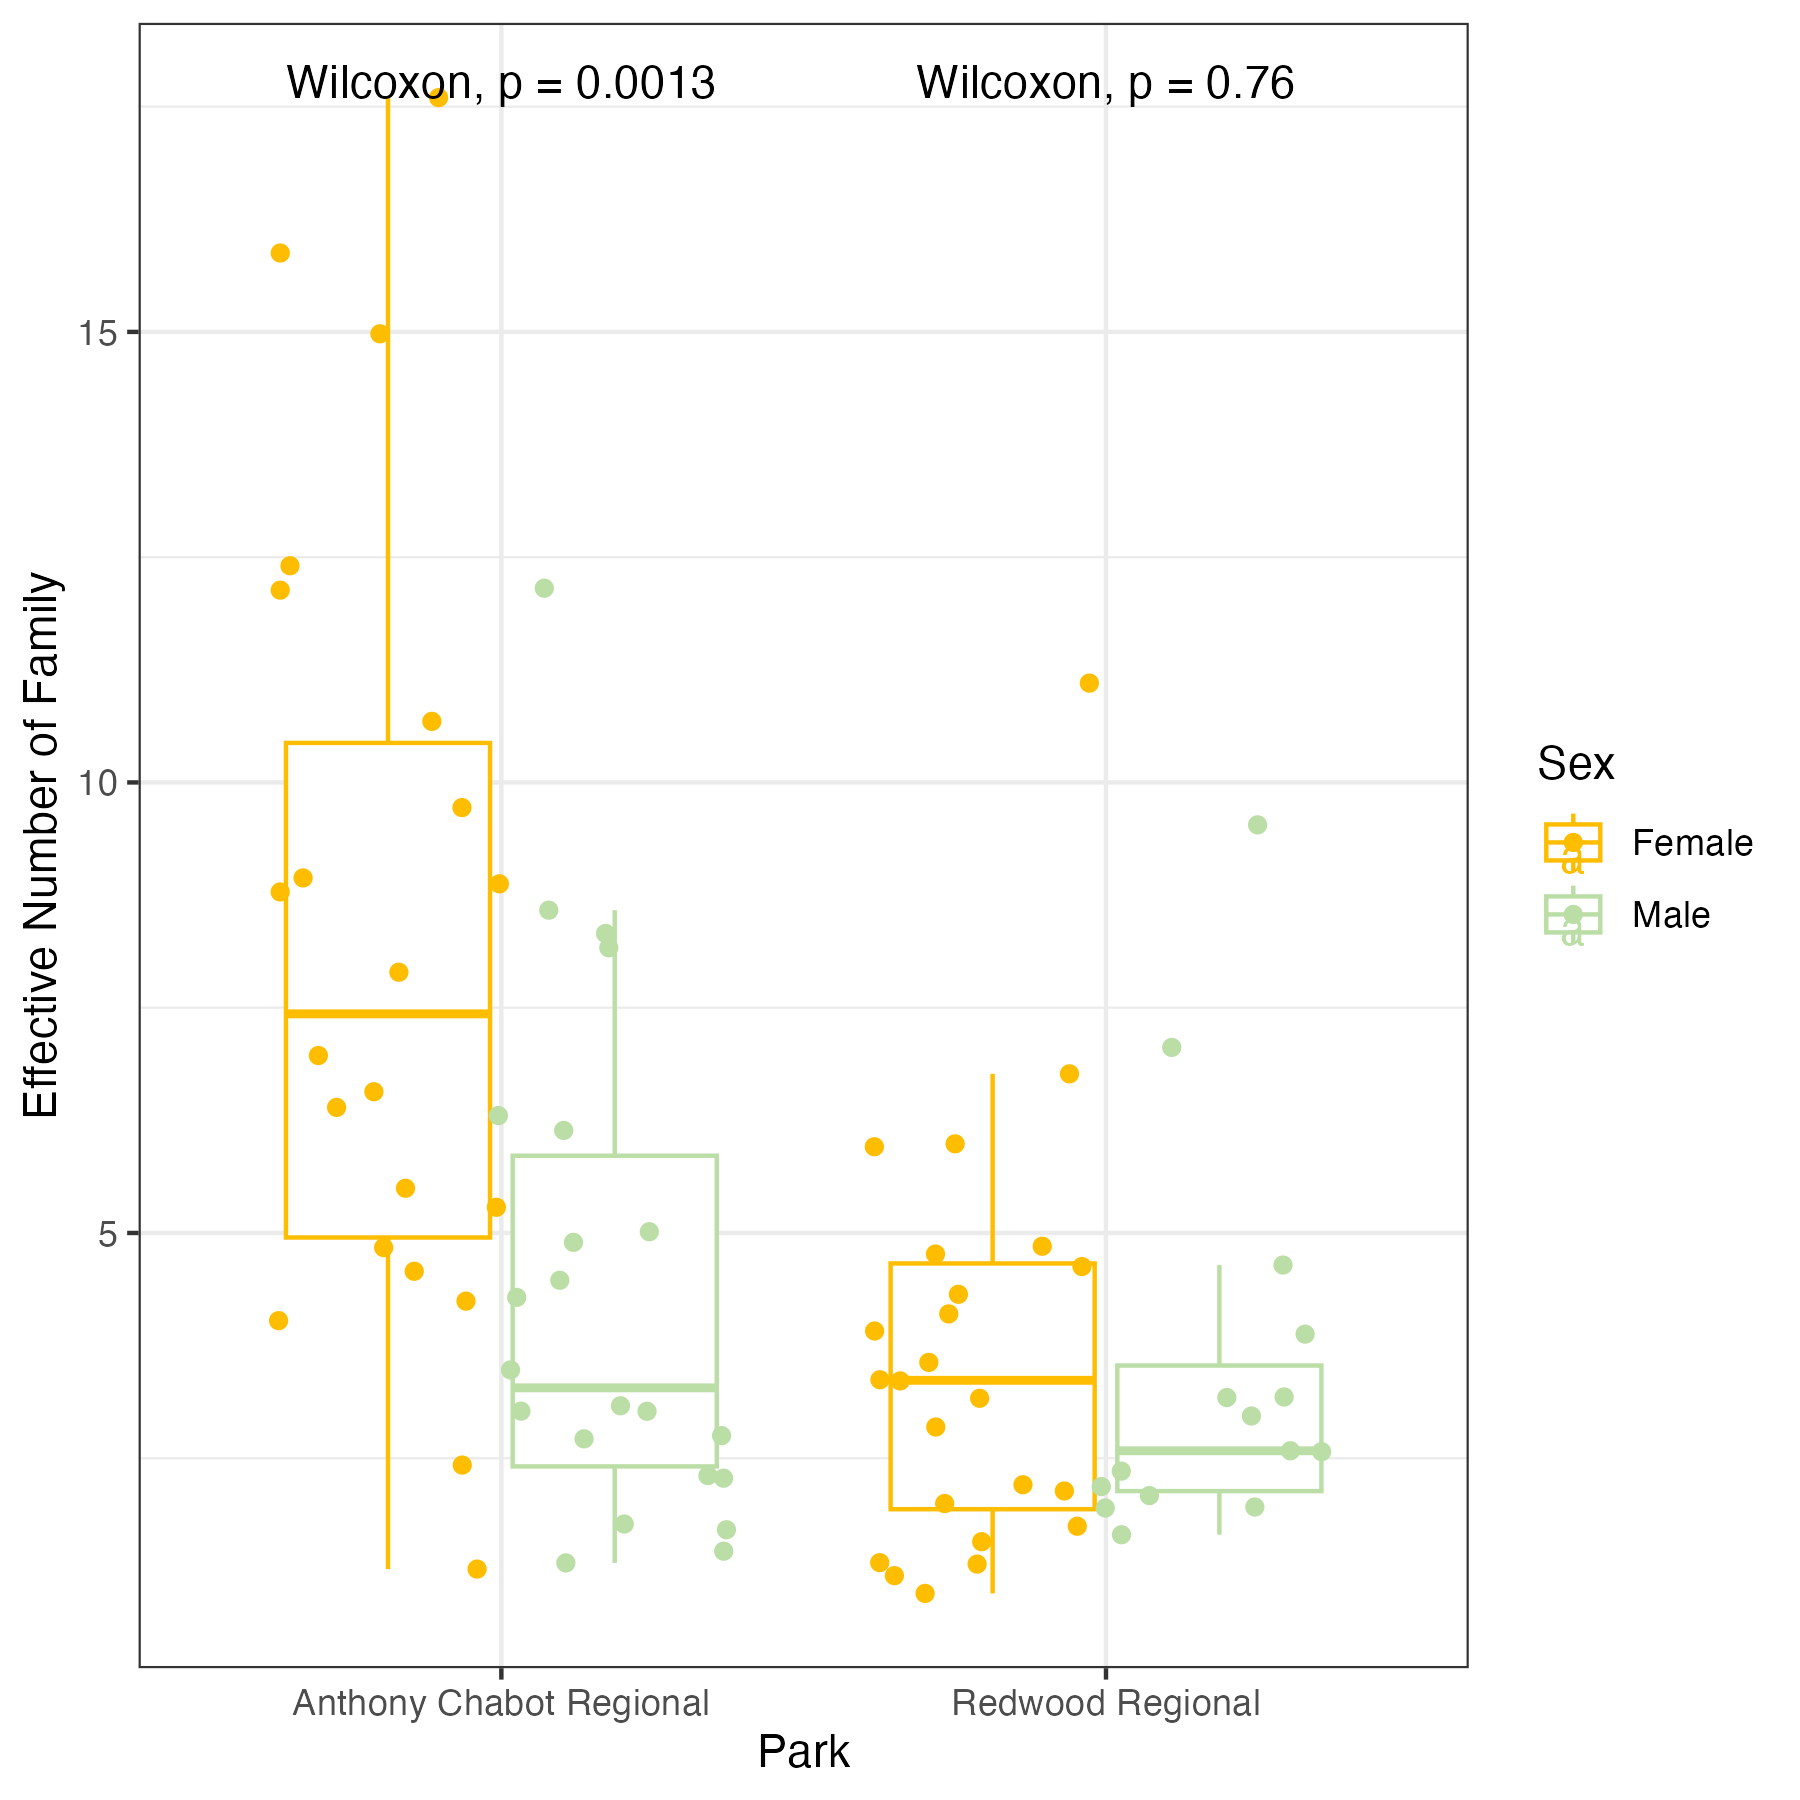 Wilcoxon, p = 0.0013
Wilcoxon, p = 0.76
15
10
5
Effective Number of Family
Anthony Chabot Regional
Redwood Regional
Park
Sex
a
Female
a
Male